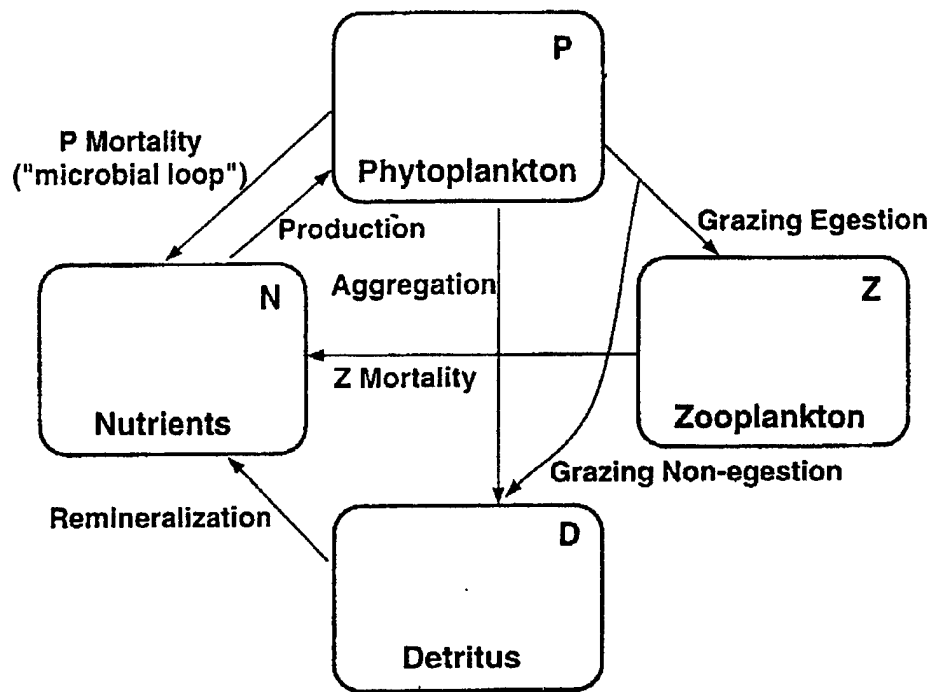 P
Phytoplankton
P Mortality
("microbial loop")
Production
Grazing Egestion
Aggregation
N
Nutrients
Z
Zooplankton
Z Mortality
Grazing Non-egestion
Remineralization
D
Detritus